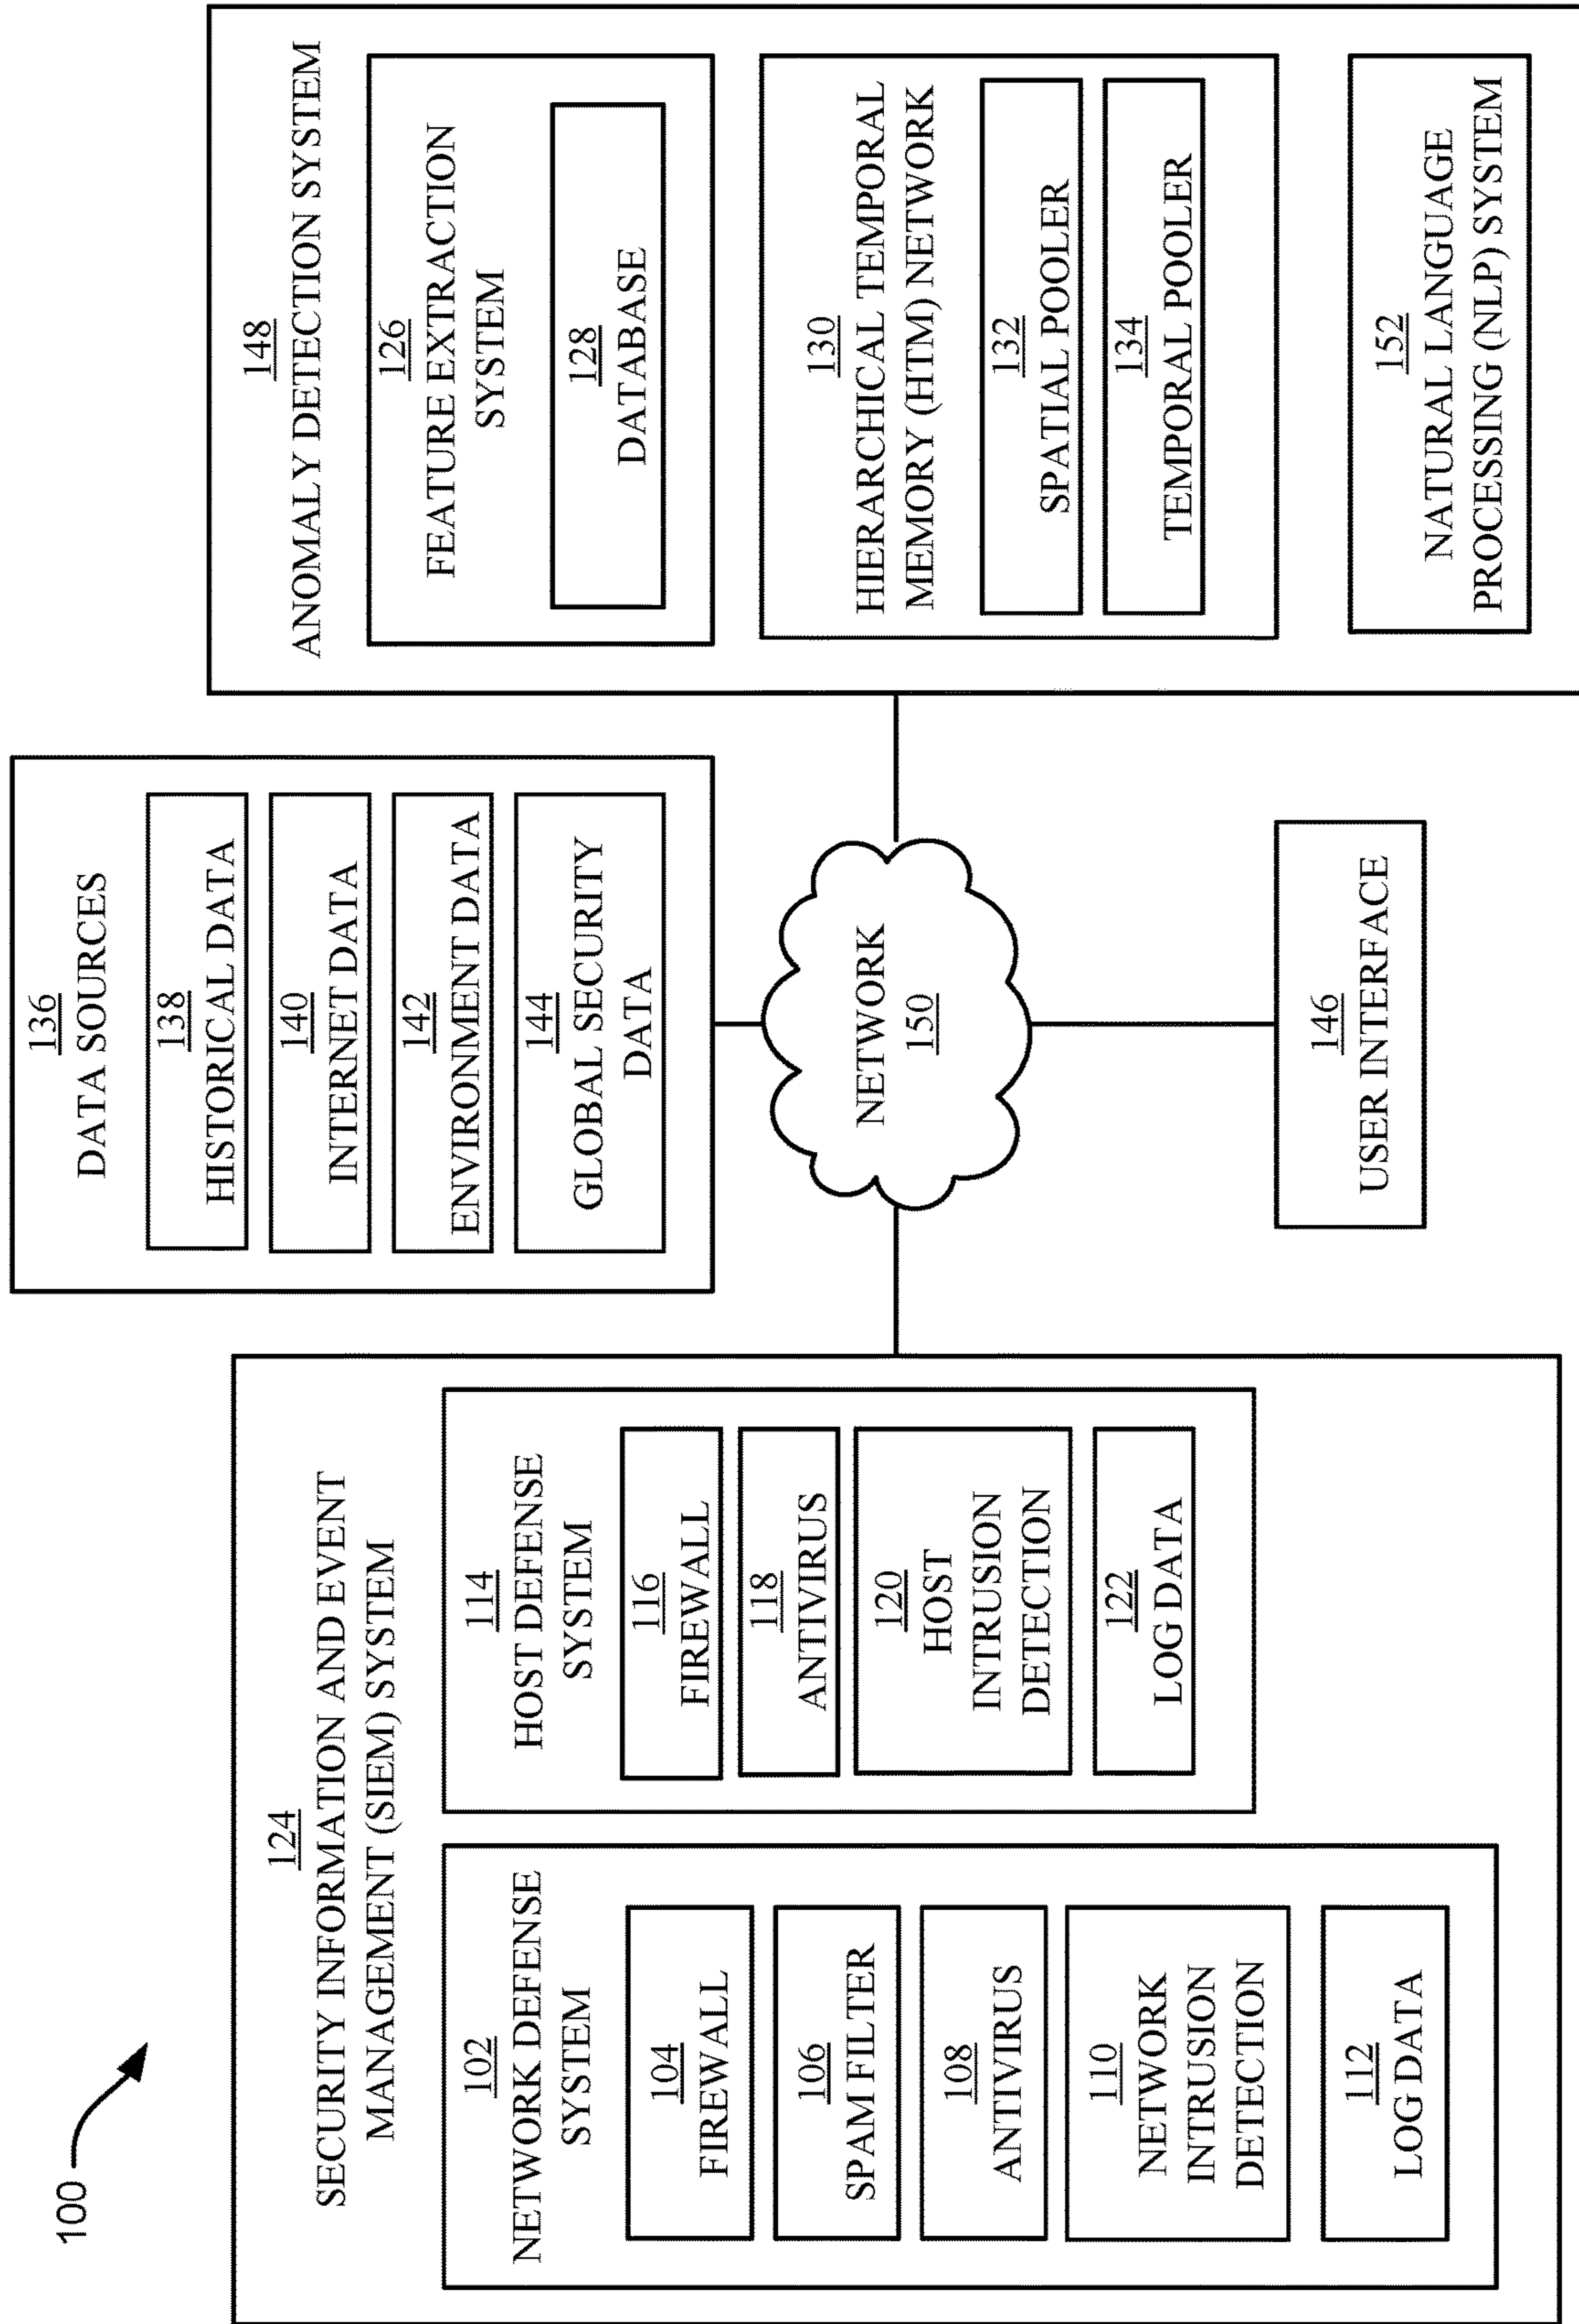 100
124
SECURITY INFORMATION AND EVENT
MANAGEMENT (SIEM) SYSTEM
102
NETWORK DEFENSE
SYSTEM
104
FIREWALL
106
SPAM FILTER
108
ANTIVIRUS
110
NETWORK
INTRUSION
DETECTION
112
LOG DATA
114
HOST DEFENSE
SYSTEM
116
FIREWALL
118
ANTIVIRUS
120
HOST
INTRUSION
DETECTION
122
LOG DATA
136
DATA SOURCES
138
HISTORICAL DATA
140
INTERNET DATA
142
ENVIRONMENT DATA
144
GLOBAL SECURITY
DATA
NETWORK
150
146
USER INTERFACE
148
ANOMALY DETECTION SYSTEM
126
FEATURE EXTRACTION
SYSTEM
128
DATABASE
130
HIERARCHICAL TEMPORAL
MEMORY (HTM) NETWORK
132
SPATIAL POOLER
134
TEMPORAL POOLER
152
NATURAL LANGUAGE
PROCESSING (NLP) SYSTEM